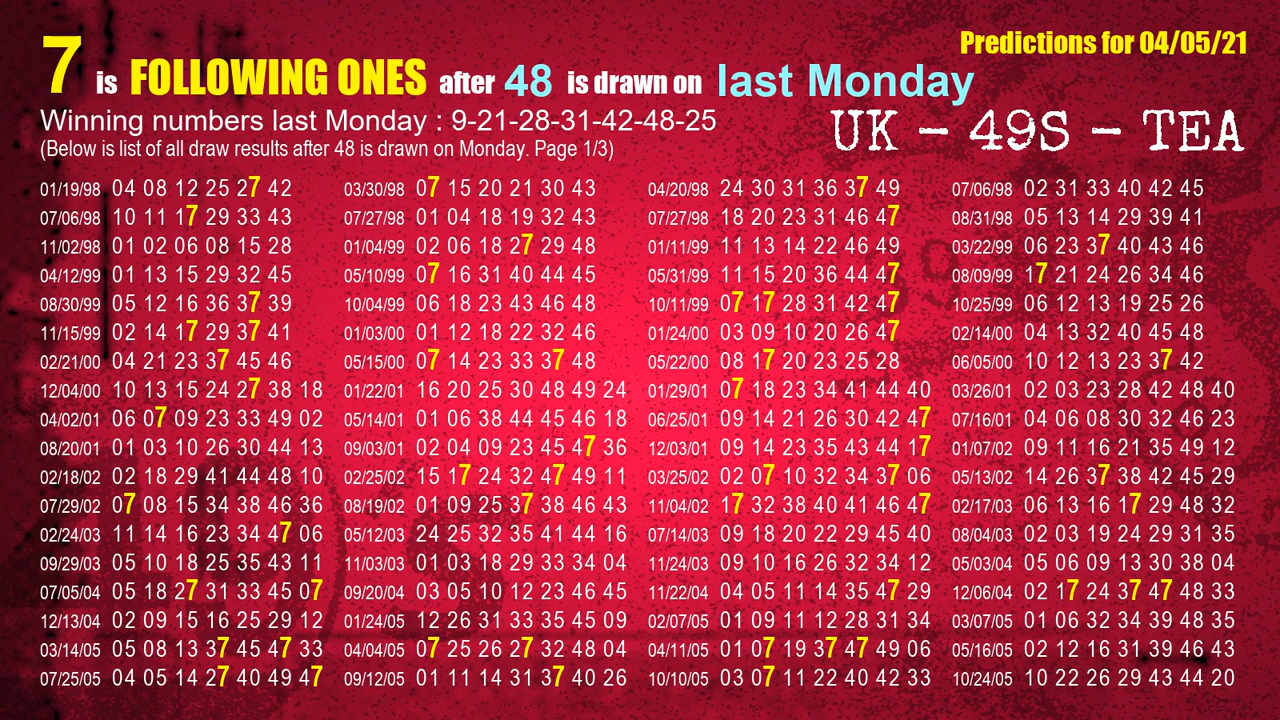 Predictions for 04/05/21
7 is FOLLOWING ONES after 48 is drawn on last Monday
Winning numbers last Monday : 9-21-28-31-42-48-25
UK - 49S - TEA
(Below is list of all draw results after 48 is drawn on Monday. Page 1/3)
01/19/98 04 08 12 25 27 42 03/30/98 07 15 20 21 30 43 04/20/98 24 30 31 36 37 49 07/06/98 02 31 33 40 42 45
07/06/98 10 11 17 29 33 43 07/27/98 01 04 18 19 32 43 07/27/98 18 20 23 31 46 47 08/31/98 05 13 14 29 39 41
11/02/98 01 02 06 08 15 28 01/04/99 02 06 18 27 29 48 01/11/99 11 13 14 22 46 49 03/22/99 06 23 37 40 43 46
04/12/99 01 13 15 29 32 45 05/10/99 07 16 31 40 44 45 05/31/99 11 15 20 36 44 47 08/09/99 17 21 24 26 34 46
08/30/99 05 12 16 36 37 39 10/04/99 06 18 23 43 46 48 10/11/99 07 17 28 31 42 47 10/25/99 06 12 13 19 25 26
11/15/99 02 14 17 29 37 41 01/03/00 01 12 18 22 32 46 01/24/00 03 09 10 20 26 47 02/14/00 04 13 32 40 45 48
02/21/00 04 21 23 37 45 46 05/15/00 07 14 23 33 37 48 05/22/00 08 17 20 23 25 28 06/05/00 10 12 13 23 37 42
12/04/00 10 13 15 24 27 38 18 01/22/01 16 20 25 30 48 49 24 01/29/01 07 18 23 34 41 44 40 03/26/01 02 03 23 28 42 48 40
04/02/01 06 07 09 23 33 49 02 05/14/01 01 06 38 44 45 46 18 06/25/01 09 14 21 26 30 42 47 07/16/01 04 06 08 30 32 46 23
08/20/01 01 03 10 26 30 44 13 09/03/01 02 04 09 23 45 47 36 12/03/01 09 14 23 35 43 44 17 01/07/02 09 11 16 21 35 49 12
02/18/02 02 18 29 41 44 48 10 02/25/02 15 17 24 32 47 49 11 03/25/02 02 07 10 32 34 37 06 05/13/02 14 26 37 38 42 45 29
07/29/02 07 08 15 34 38 46 36 08/19/02 01 09 25 37 38 46 43 11/04/02 17 32 38 40 41 46 47 02/17/03 06 13 16 17 29 48 32
02/24/03 11 14 16 23 34 47 06 05/12/03 24 25 32 35 41 44 16 07/14/03 09 18 20 22 29 45 40 08/04/03 02 03 19 24 29 31 35
09/29/03 05 10 18 25 35 43 11 11/03/03 01 03 18 29 33 34 04 11/24/03 09 10 16 26 32 34 12 05/03/04 05 06 09 13 30 38 04
07/05/04 05 18 27 31 33 45 07 09/20/04 03 05 10 12 23 46 45 11/22/04 04 05 11 14 35 47 29 12/06/04 02 17 24 37 47 48 33
12/13/04 02 09 15 16 25 29 12 01/24/05 12 26 31 33 35 45 09 02/07/05 01 09 11 12 28 31 34 03/07/05 01 06 32 34 39 48 35
03/14/05 05 08 13 37 45 47 33 04/04/05 07 25 26 27 32 48 04 04/11/05 01 07 19 37 47 49 06 05/16/05 02 12 16 31 39 46 43
07/25/05 04 05 14 27 40 49 47 09/12/05 01 11 14 31 37 40 26 10/10/05 03 07 11 22 40 42 33 10/24/05 10 22 26 29 43 44 20